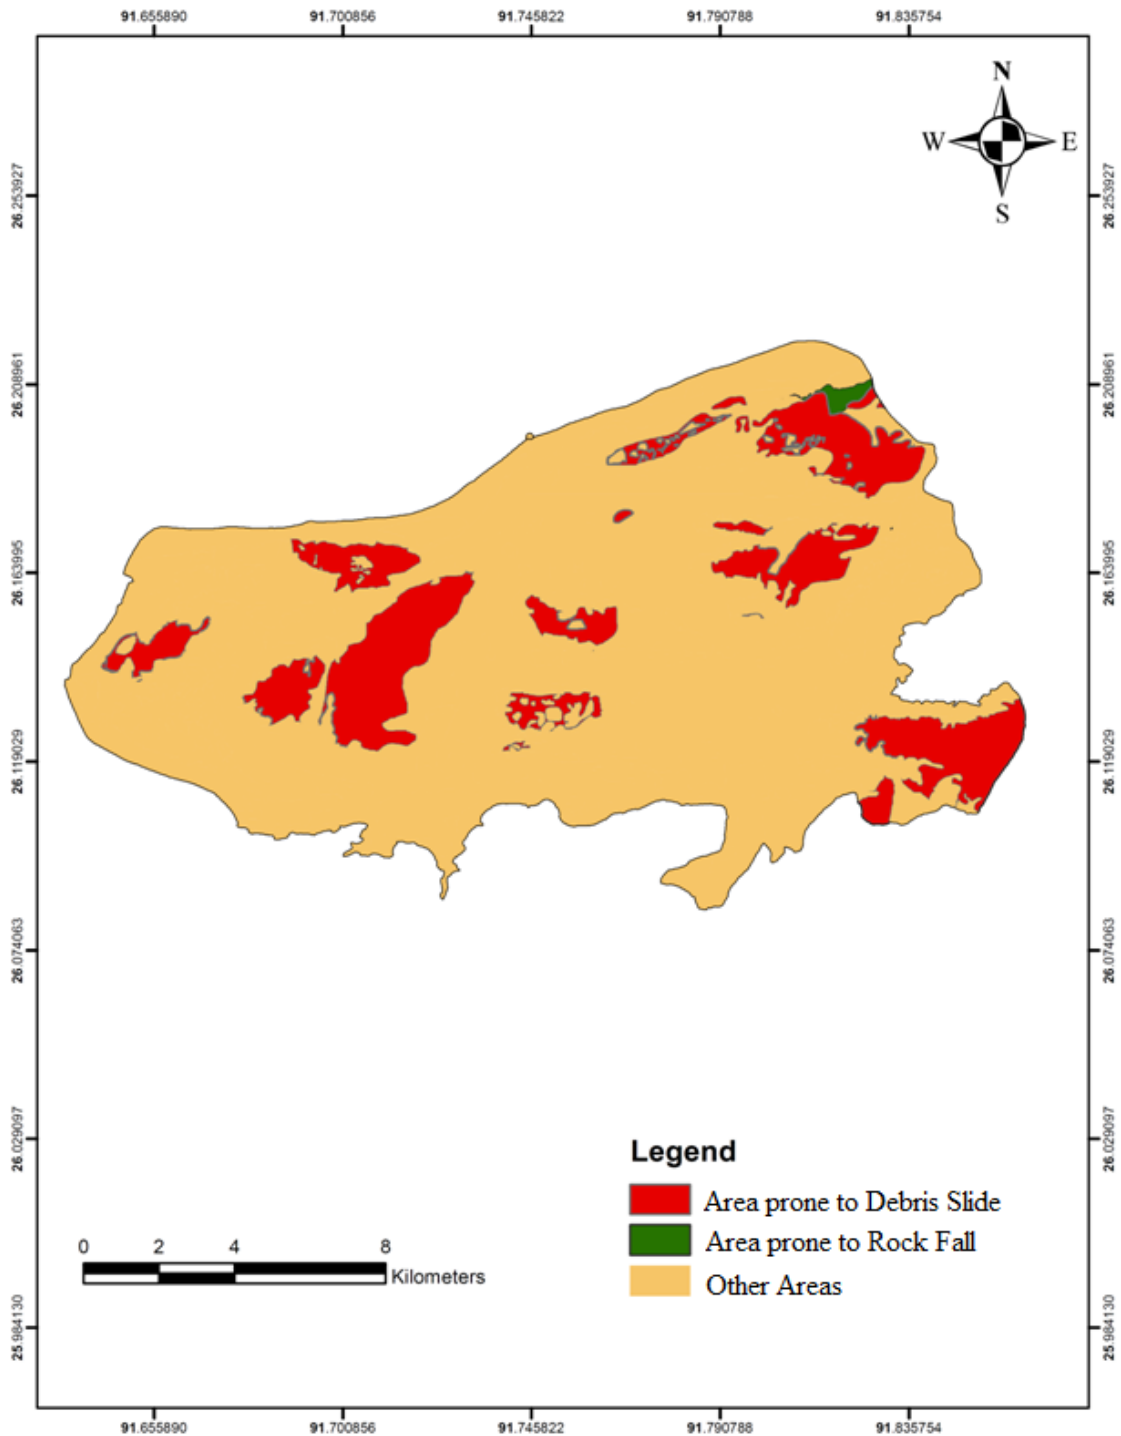 91.655890 91.700856 91.745822 91.790788 91.835754
N
W E
S
26.253927 26.253927
26.208961 26.208961
26.163995 26.163995
26.119029 26.119029
26.074063 26.074063
26.029097 26.029097
25.984130 25.984130
Legend
Area prone to Debris Slide
Area prone to Rock Fall
Other Areas
0 2 4 8
Kilometers
91.655890 91.700856 91.745822 91.790788 91.835754